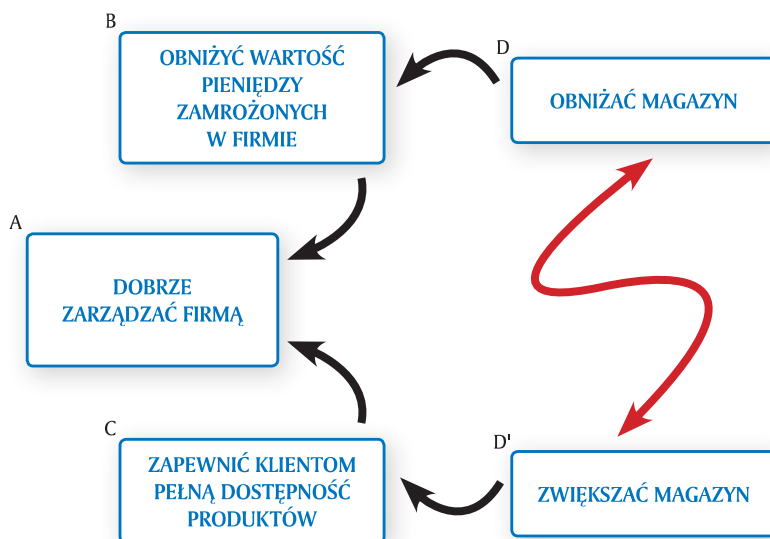 B
OBNIŻYĆ WARTOŚĆ
PIENIĘDZY
ZAMROŻONYCH
W FIRMIE
D
OBNIŻAĆ MAGAZYN
A
DOBRZE
ZARZĄDZAĆ FIRMĄ
C
ZAPEWNIĆ KLIENTOM
PEŁNĄ DOSTĘPNOŚĆ
PRODUKTÓW
D'
ZWIĘKSZAĆ MAGAZYN